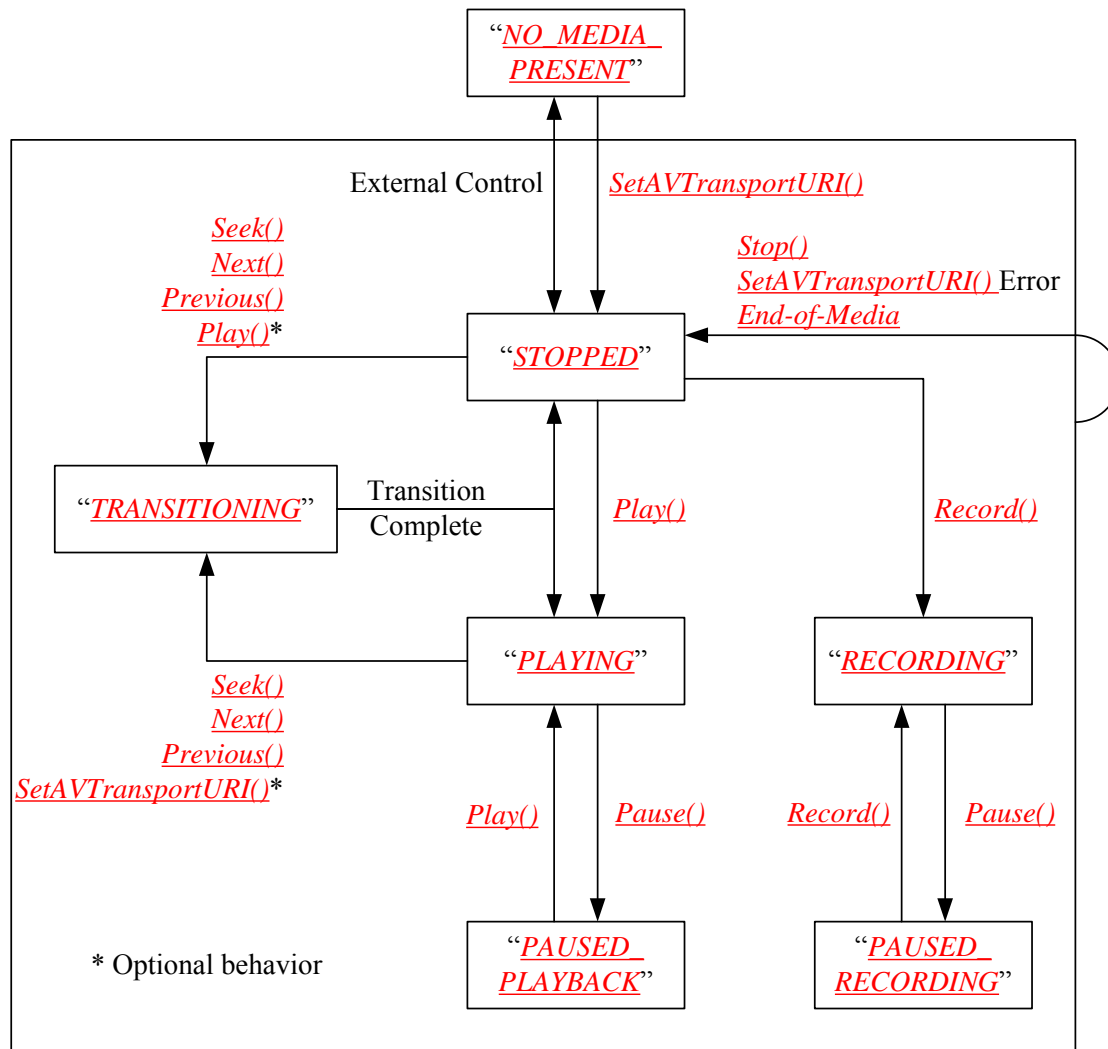 “NO_MEDIA_
PRESENT”
External Control
SetAVTransportURI()
Seek()
Next()
Previous()
Play()*
Stop()
SetAVTransportURI() Error
End-of-Media
“STOPPED”
“TRANSITIONING”
Transition
Complete
Play()
Record()
“PLAYING”
“RECORDING”
Seek()
Next()
Previous()
SetAVTransportURI()*
Play()
Pause()
Record()
Pause()
* Optional behavior
“PAUSED_
PLAYBACK”
“PAUSED_
RECORDING”